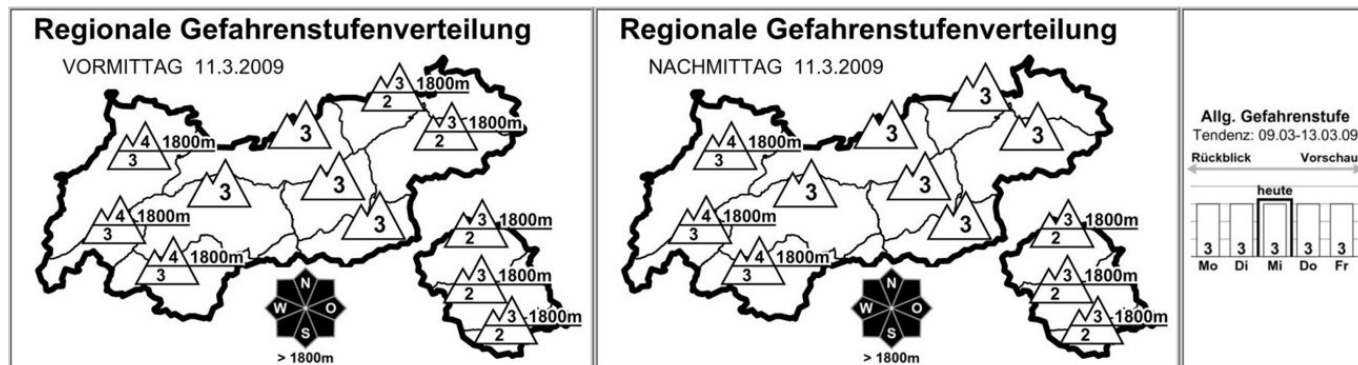 Regionale Gefahrenstufenverteilung
VORMITTAG 11.3.2009
3 1800m
2
3 1800m
2
3
4 1800m
3
3
3
4 1800m
3
3
4 1800m
3
3 1800m
2
3 1800m
2
3 1800m
2
N
W O
S
> 1800m
Regionale Gefahrenstufenverteilung
NACHMITTAG 11.3.2009
3
3
3
4 1800m
3
3
3
4 1800m
3
3
4 1800m
3
3 1800m
2
3 1800m
2
3 1800m
2
N
W O
S
> 1800m
Allg. Gefahrenstufe
Tendenz: 09.03-13.03.09
Rückblick Vorschau
heute
3 3 3 3 3
Mo Di Mi Do Fr